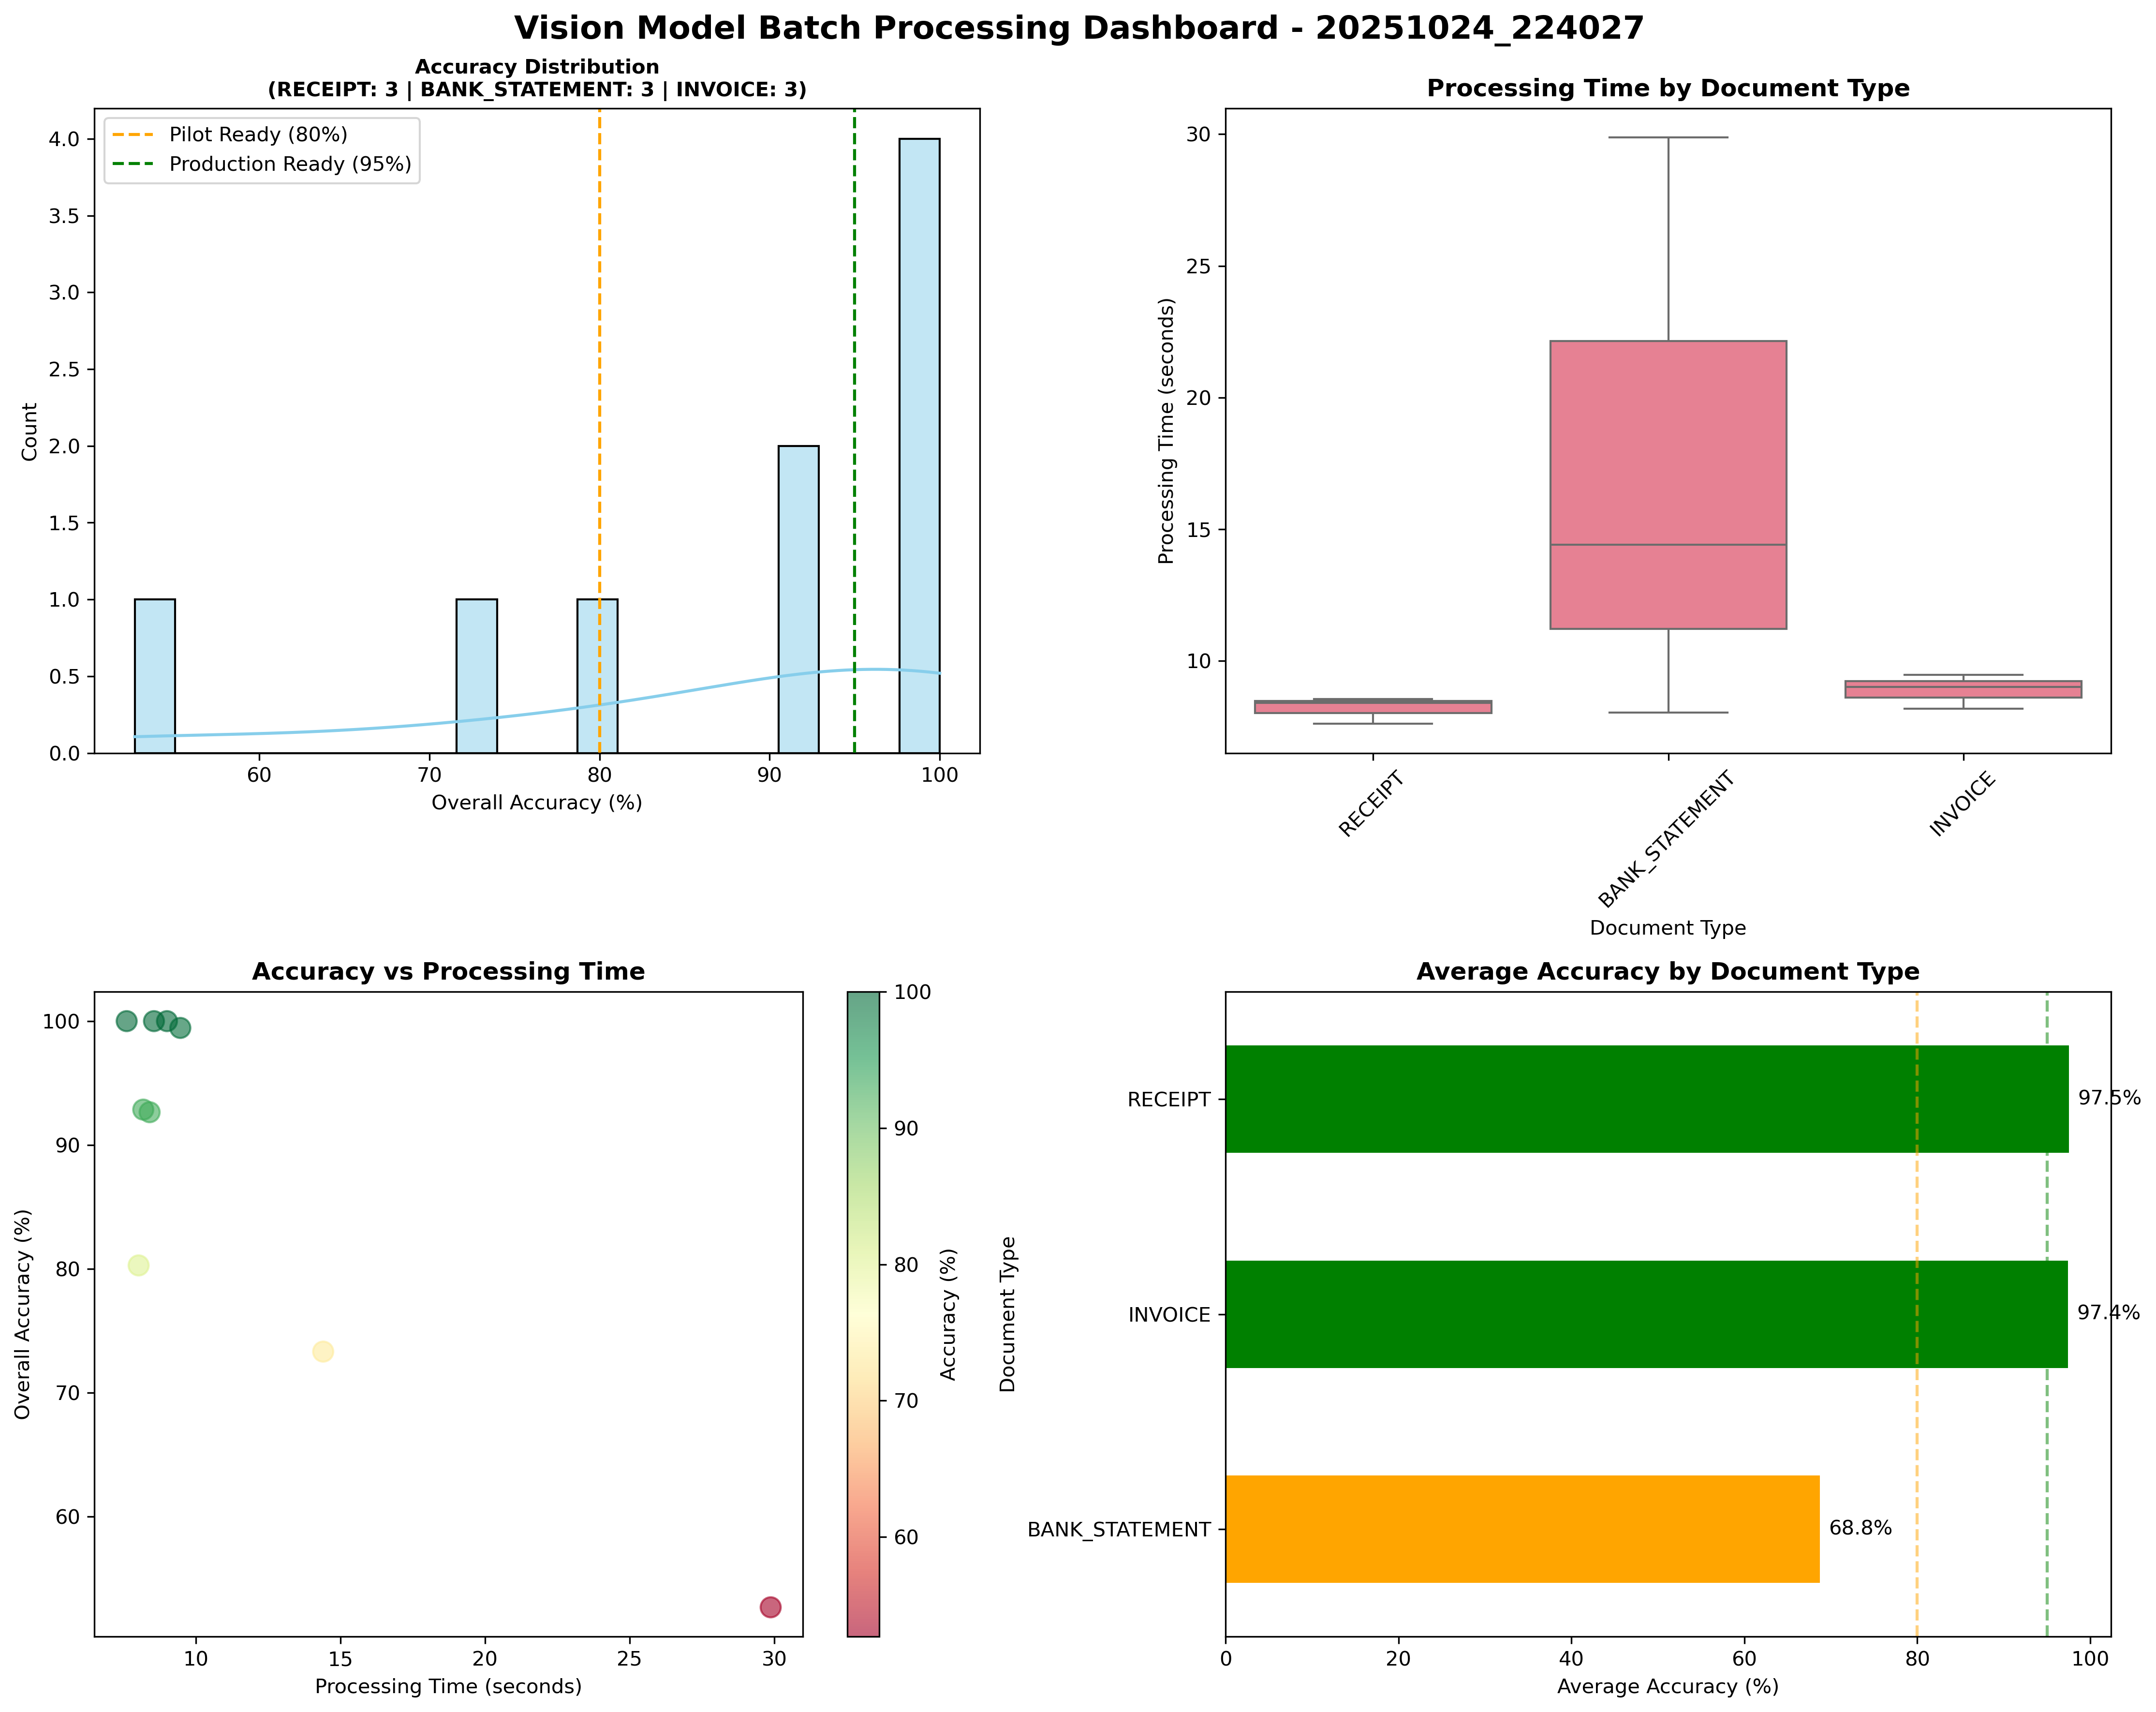 Vision Model Batch Processing Dashboard - 20251024_224027
Accuracy Distribution
(RECEIPT: 3 | BANK_STATEMENT: 3 | INVOICE: 3)
Pilot Ready (80%)
Production Ready (95%)
4.0
3.5
3.0
2.5
2.0
1.5
1.0
0.5
0.0
Count
60 70 80 90 100
Overall Accuracy (%)
Processing Time by Document Type
30
25
20
15
10
Processing Time (seconds)
RECEIPT
BANK_STATEMENT
INVOICE
Document Type
Accuracy vs Processing Time
100
90
80
70
60
Overall Accuracy (%)
10 15 20 25 30
Processing Time (seconds)
100
90
80
70
60
Accuracy (%)
Average Accuracy by Document Type
Document Type
RECEIPT 97.5%
INVOICE 97.4%
BANK_STATEMENT 68.8%
0 20 40 60 80 100
Average Accuracy (%)